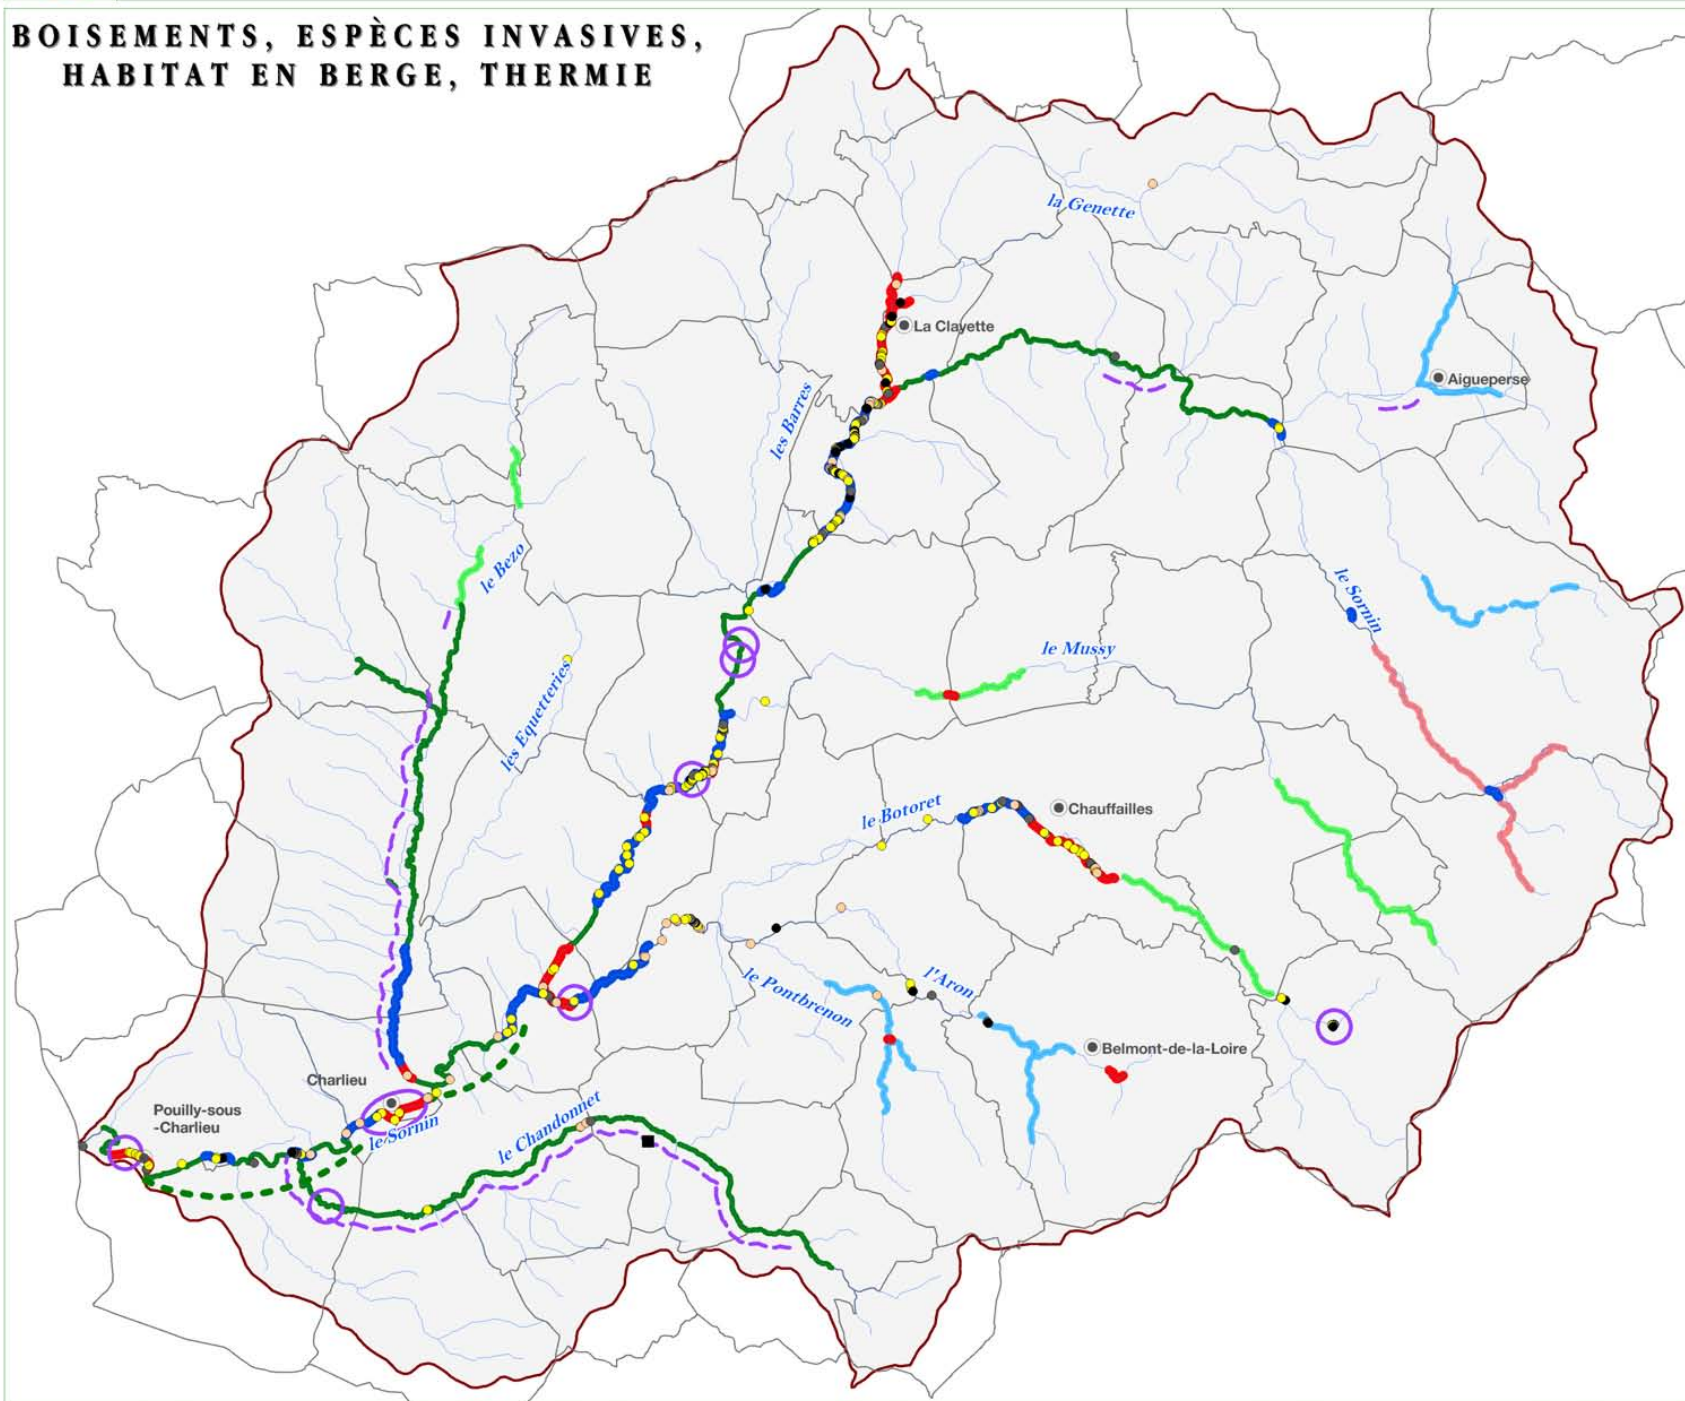 BOISEMENTS, ESPÈCES INVASIVES,
HABITAT EN BERGE, THERMIE
la Genette
La Clayette
Aigueperse
les Barres
le Bezo
le Sornin
le Mussy
les Equetteries
le Botoret
Chauffailles
le Pontbrenon
l'Aron
Belmont-de-la-Loire
Charlieu
Pouilly-sous
-Charlieu
le Sornin
le Chandonnet